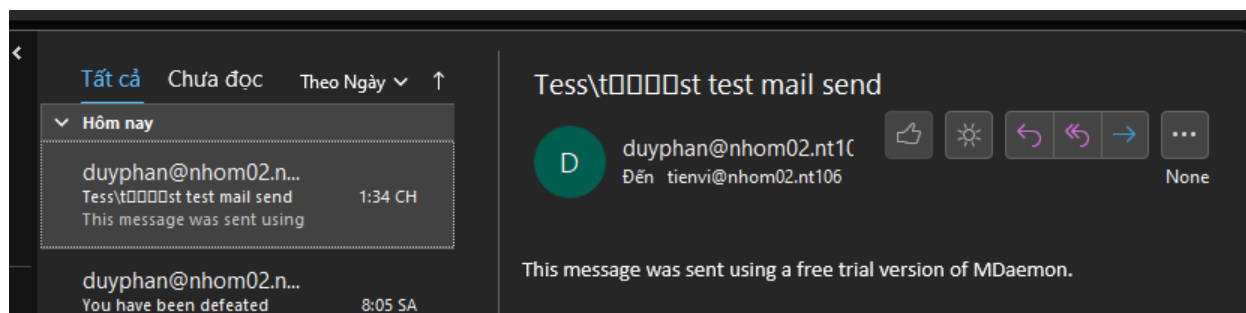 Tất cả Chưa đọc Theo Ngày
Hôm nay
duyphan@nhom02.n...
Tess\t▯▯▯▯st test mail send 1:34 CH
This message was sent using
duyphan@nhom02.n...
You have been defeated 8:05 SA
Tess\t▯▯▯▯st test mail send
D
duyphan@nhom02.nt10
Đến tienvi@nhom02.nt106
None
This message was sent using a free trial version of MDaemon.